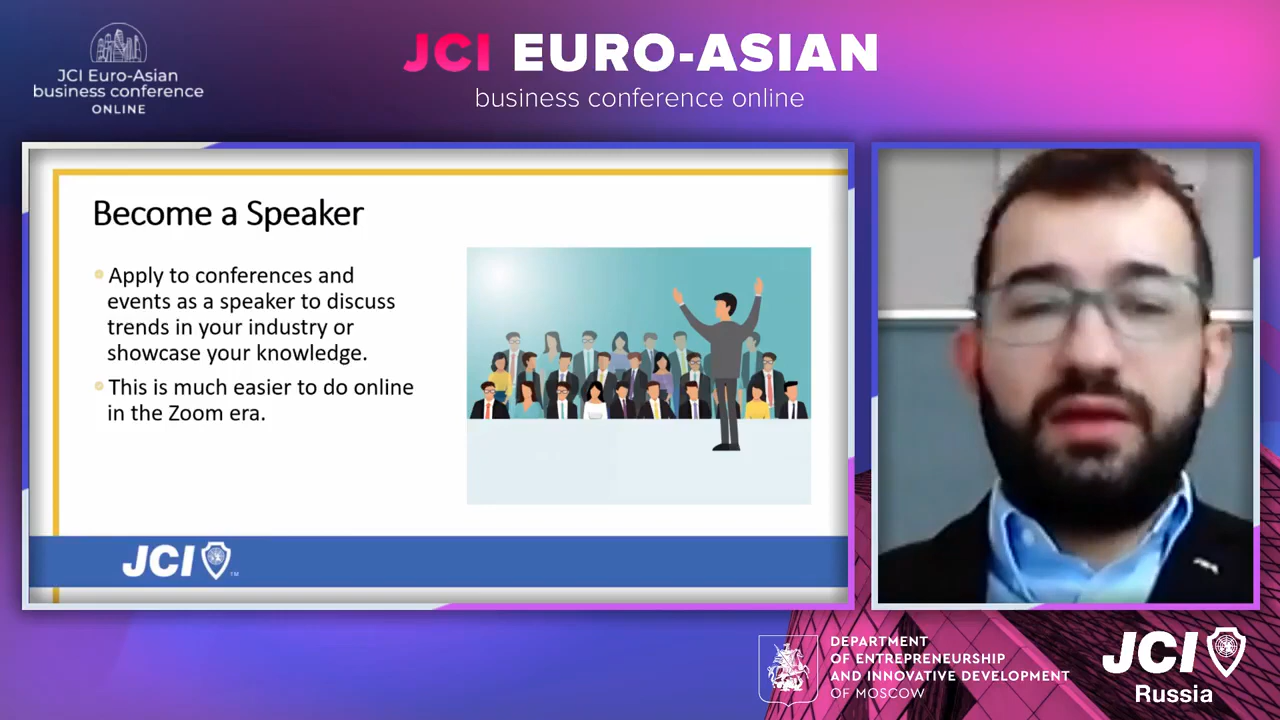 JCI Euro-Asian
business conference
ONLINE
JCI EURO-ASIAN
business conference online
Become a Speaker
Apply to conferences and
events as a speaker to discuss
trends in your industry or
showcase your knowledge.
This is much easier to do online
in the Zoom era.
JCI
TM
DEPARTMENT
OF ENTREPRENEURSHIP
AND INNOVATIVE DEVELOPMENT
OF MOSCOW
JCI
Russia